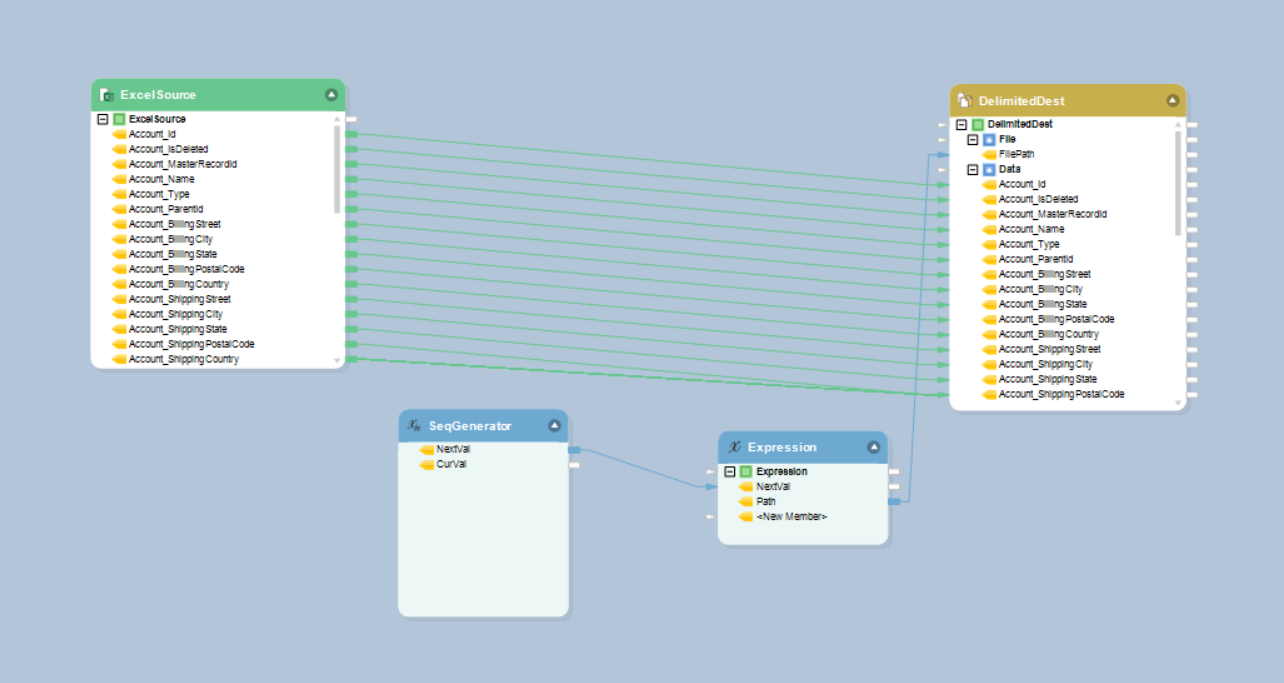 ExcelSource
ExcelSource
Account_Id
Account_IsDeleted
Account_MasterRecordId
Account_Name
Account_Type
Account_ParentId
Account_BillingStreet
Account_BillingCity
Account_BillingState
Account_BillingPostalCode
Account_BillingCountry
Account_ShippingStreet
Account_ShippingCity
Account_ShippingState
Account_ShippingPostalCode
Account_ShippingCountry
DelimitedDest
DelimitedDest
File
FilePath
Data
Account_Id
Account_IsDeleted
Account_MasterRecordId
Account_Name
Account_Type
Account_ParentId
Account_BillingStreet
Account_BillingCity
Account_BillingState
Account_BillingPostalCode
Account_BillingCountry
Account_ShippingStreet
Account_ShippingCity
Account_ShippingState
Account_ShippingPostalCode
SeqGenerator
NextVal
CurVal
Expression
Expression
NextVal
Path
<New Member>